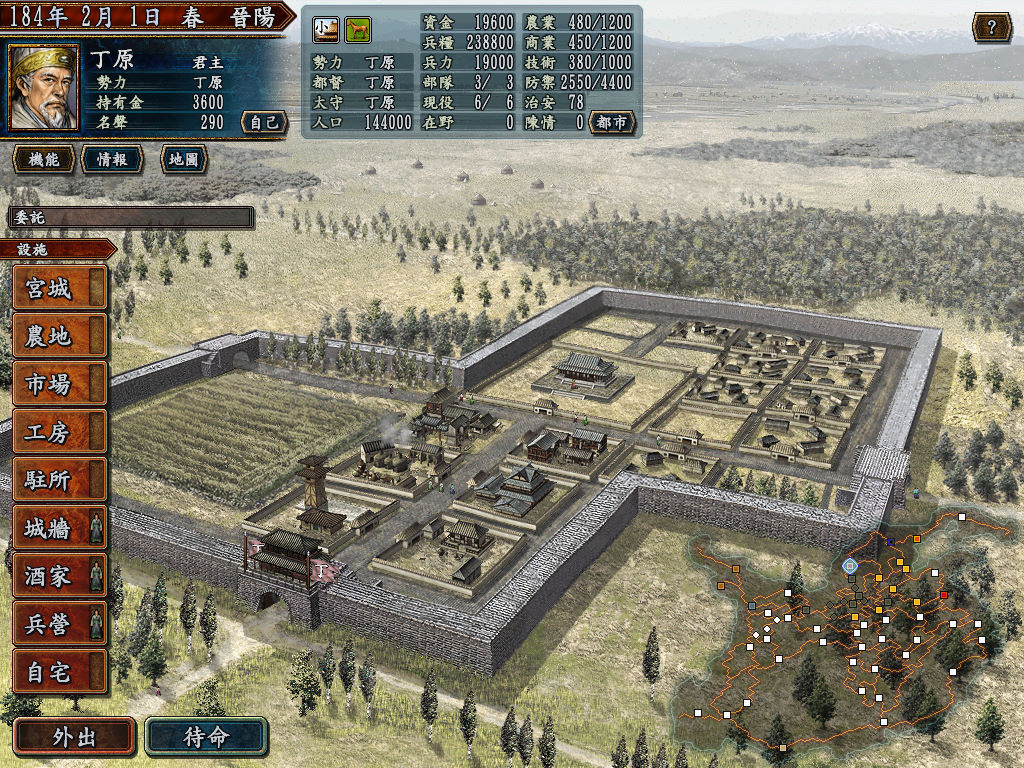 184年 2月 1日 春 晉陽
丁原 君主
勢力 丁原
持有金 3600
名聲 290
自己
小
資金 19600 農業 480/1200
兵糧 238800 商業 450/1200
勢力 丁原 兵力 19000 技術 380/1000
都督 丁原 部隊 3/ 3 防禦 2550/4400
太守 丁原 現役 6/ 6 治安 78
人口 144000 在野 0 陳情 0
都市
?
機能 情報 地圖
委託
設施
宮城
農地
市場
工房
駐所
城牆
酒家
兵營
自宅
外出 待命
丁